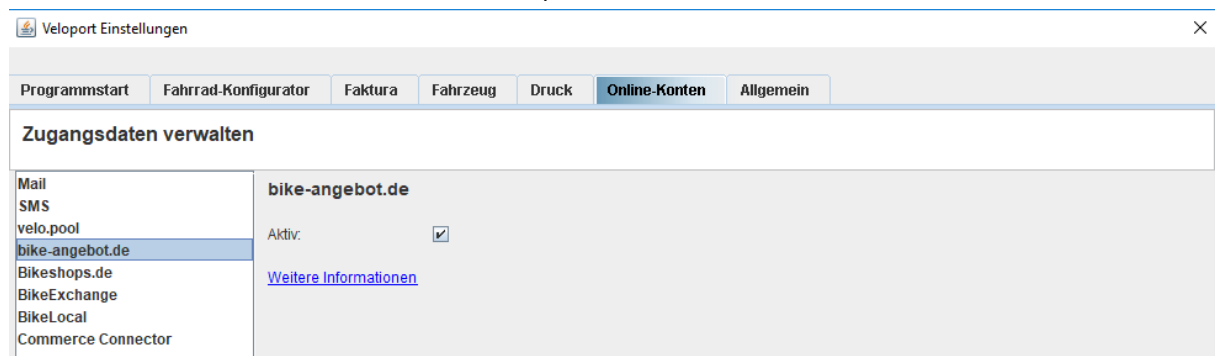 Veloport Einstellungen
Programmstart Fahrrad-Konfigurator Faktura Fahrzeug Druck Online-Konten Allgemein
Zugangsdaten verwalten
Mail
SMS
velo.pool
bike-angebot.de
Bikeshops.de
BikeExchange
BikeLocal
Commerce Connector
bike-angebot.de
Aktiv:
Weitere Informationen